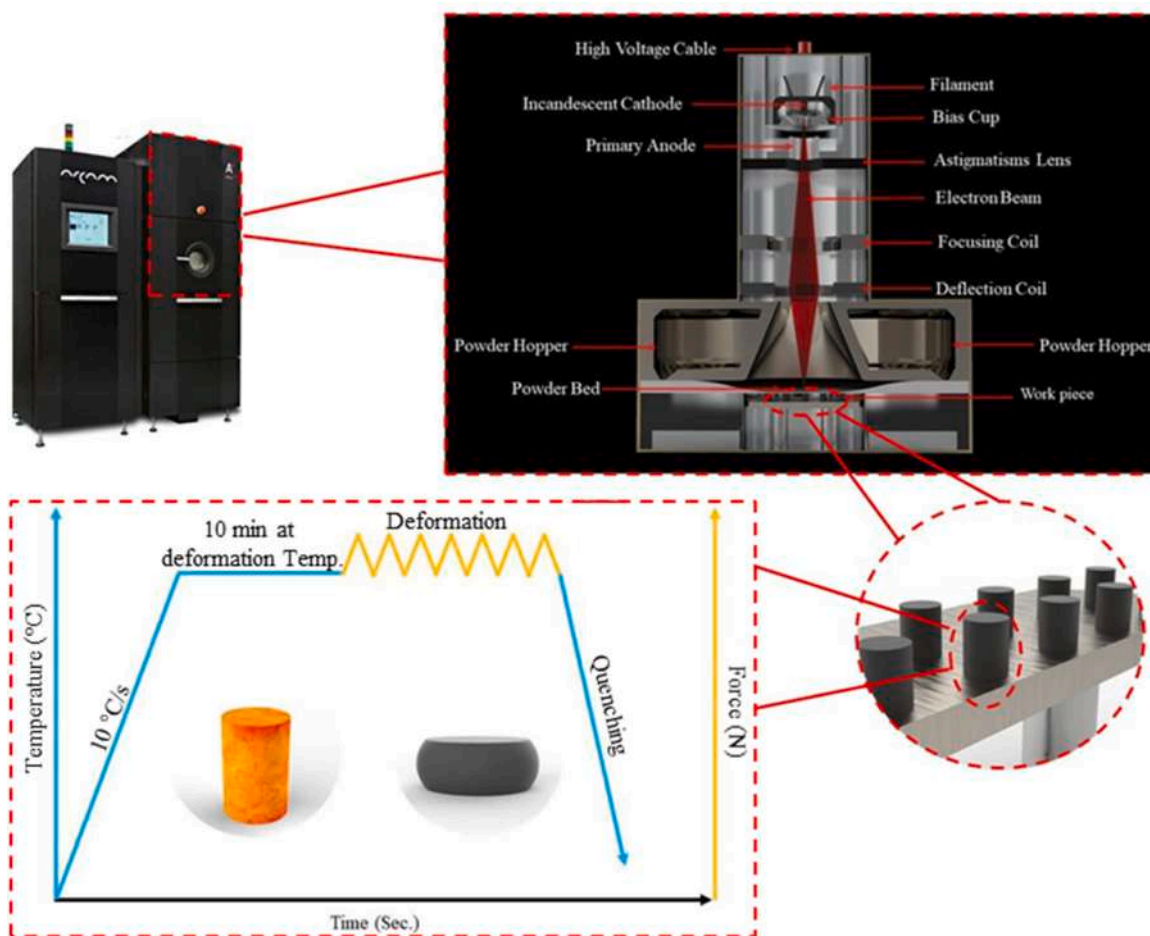 High Voltage Cable
Filament
Incandescent Cathode
Bias Cup
Primary Anode
Astigmatisms Lens
Electron Beam
Focusing Coil
Deflection Coil
Powder Hopper
Powder Hopper
Powder Bed
Work piece
arcam
A
Deformation
10 min at
deformation Temp.
Temperature (°C)
10 °C/s
Quenching
Force (N)
Time (Sec.)